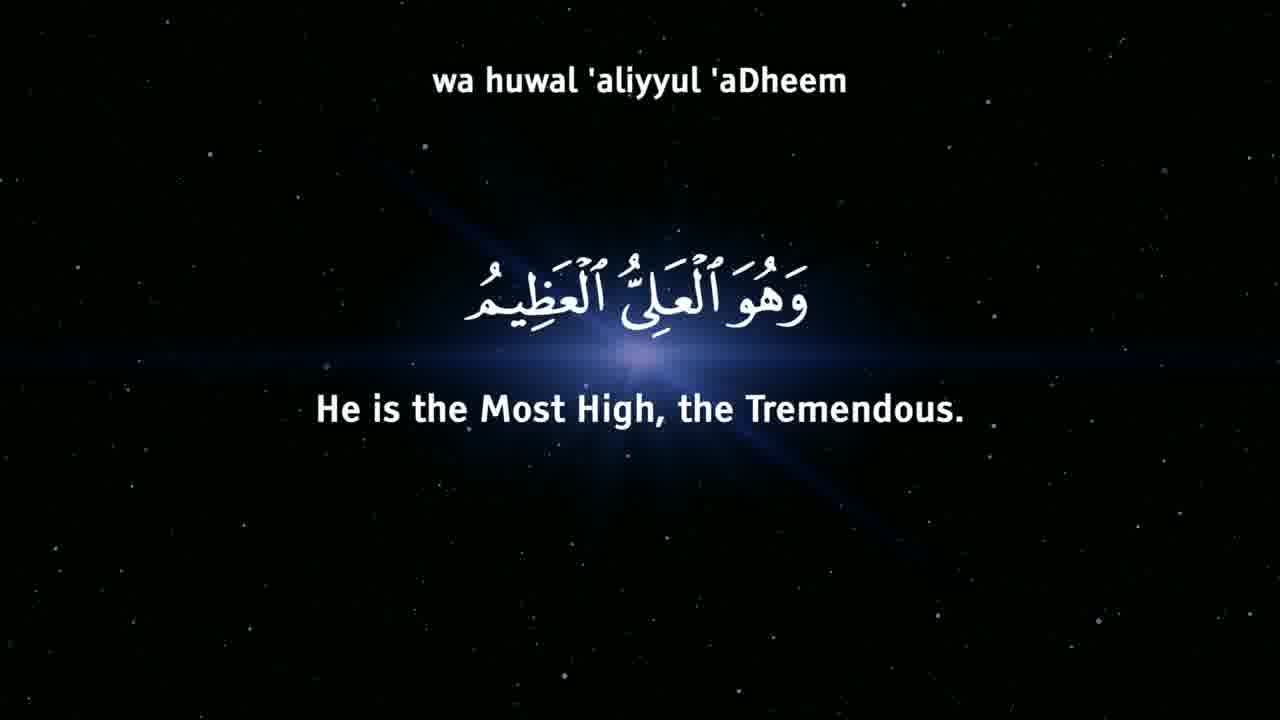 wa huwal 'aliyyul 'aDheem
وَهُوَ ٱلْعَلِىُّ ٱلْعَظِيمُ
He is the Most High, the Tremendous.